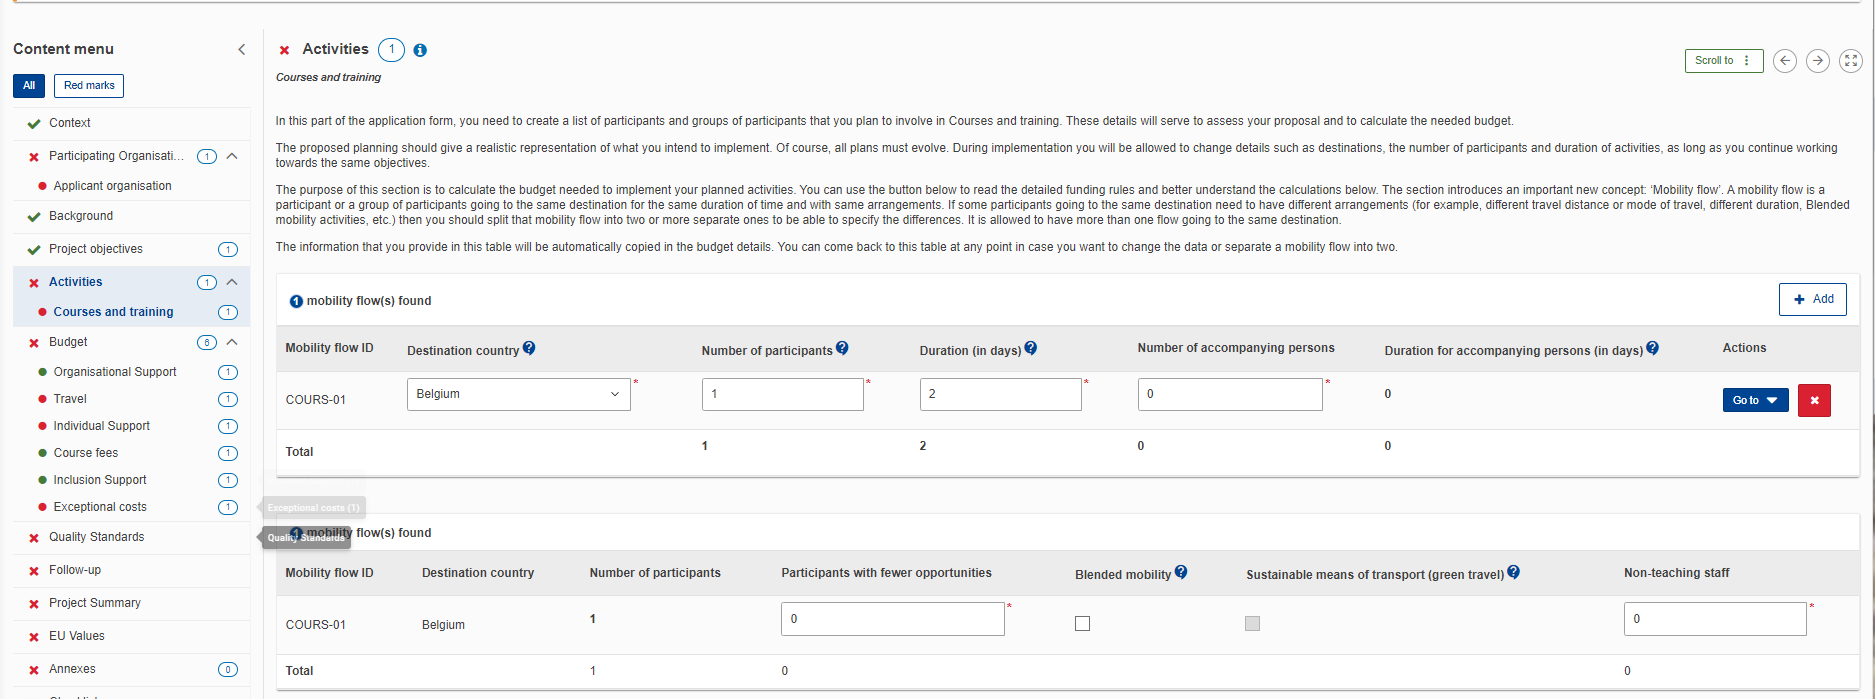 Content menu
All
Red marks
Context
Participating Organisati... 1
Applicant organisation
Background
Project objectives 1
Activities 1
Courses and training 1
Budget 6
Organisational Support 1
Travel 1
Individual Support 1
Course fees 1
Inclusion Support 1
Exceptional costs 1
Quality Standards
Follow-up
Project Summary
EU Values
Annexes 0
Exceptional costs (1)
Quality Standards
Activities 1
Courses and training
Scroll to
In this part of the application form, you need to create a list of participants and groups of participants that you plan to involve in Courses and training. These details will serve to assess your proposal and to calculate the needed budget.
The proposed planning should give a realistic representation of what you intend to implement. Of course, all plans must evolve. During implementation you will be allowed to change details such as destinations, the number of participants and duration of activities, as long as you continue working
towards the same objectives.
The purpose of this section is to calculate the budget needed to implement your planned activities. You can use the button below to read the detailed funding rules and better understand the calculations below. The section introduces an important new concept: ‘Mobility flow’. A mobility flow is a
participant or a group of participants going to the same destination for the same duration of time and with same arrangements. If some participants going to the same destination need to have different arrangements (for example, different travel distance or mode of travel, different duration, Blended
mobility activities, etc.) then you should split that mobility flow into two or more separate ones to be able to specify the differences. It is allowed to have more than one flow going to the same destination.
The information that you provide in this table will be automatically copied in the budget details. You can come back to this table at any point in case you want to change the data or separate a mobility flow into two.
1 mobility flow(s) found
+ Add
Mobility flow ID Destination country ? Number of participants ? Duration (in days) ? Number of accompanying persons Duration for accompanying persons (in days) ? Actions
COURS-01 Belgium * 1 * 2 * 0 * 0 Go to
Total 1 2 0 0
1 mobility flow(s) found
Mobility flow ID Destination country Number of participants Participants with fewer opportunities Blended mobility ? Sustainable means of transport (green travel) ? Non-teaching staff
COURS-01 Belgium 1 0 * 0 *
Total 1 0 0